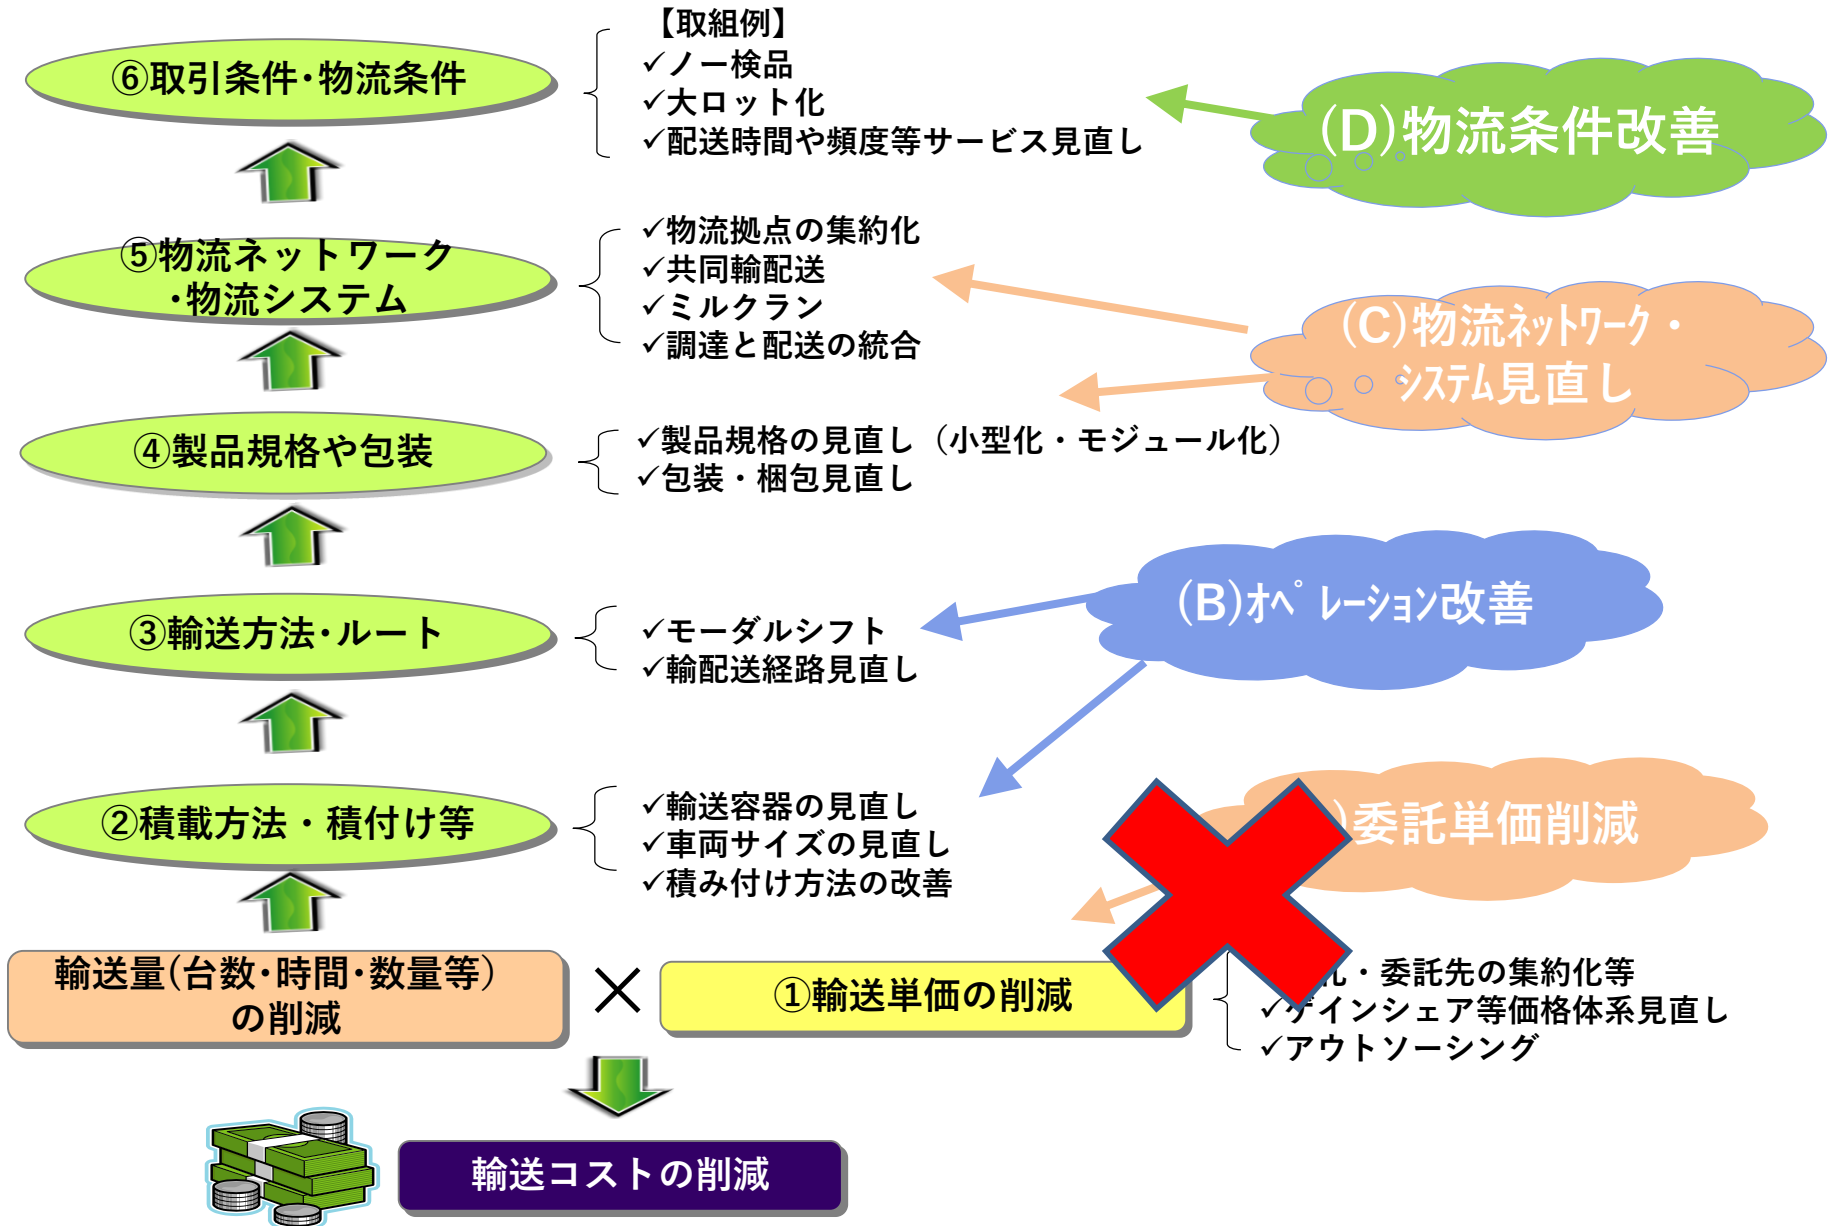 【取組例】
⑥取引条件・物流条件
✓ノー検品
✓大ロット化
✓配送時間や頻度等サービス見直し
(D)物流条件改善
⑤物流ネットワーク
・物流システム
✓物流拠点の集約化
✓共同輸配送
✓ミルクラン
✓調達と配送の統合
(C)物流ﾈｯﾄﾜｰｸ・
ｼｽﾃﾑ見直し
④製品規格や包装
✓製品規格の見直し（小型化・モジュール化）
✓包装・梱包見直し
③輸送方法・ルート
✓モーダルシフト
✓輸配送経路見直し
(B)ｵﾍﾟﾚｰｼｮﾝ改善
②積載方法・積付け等
✓輸送容器の見直し
✓車両サイズの見直し
✓積み付け方法の改善
)委託単価削減
輸送量(台数・時間・数量等)
の削減
×
①輸送単価の削減
・委託先の集約化等
✓ゲインシェア等価格体系見直し
✓アウトソーシング
輸送コストの削減